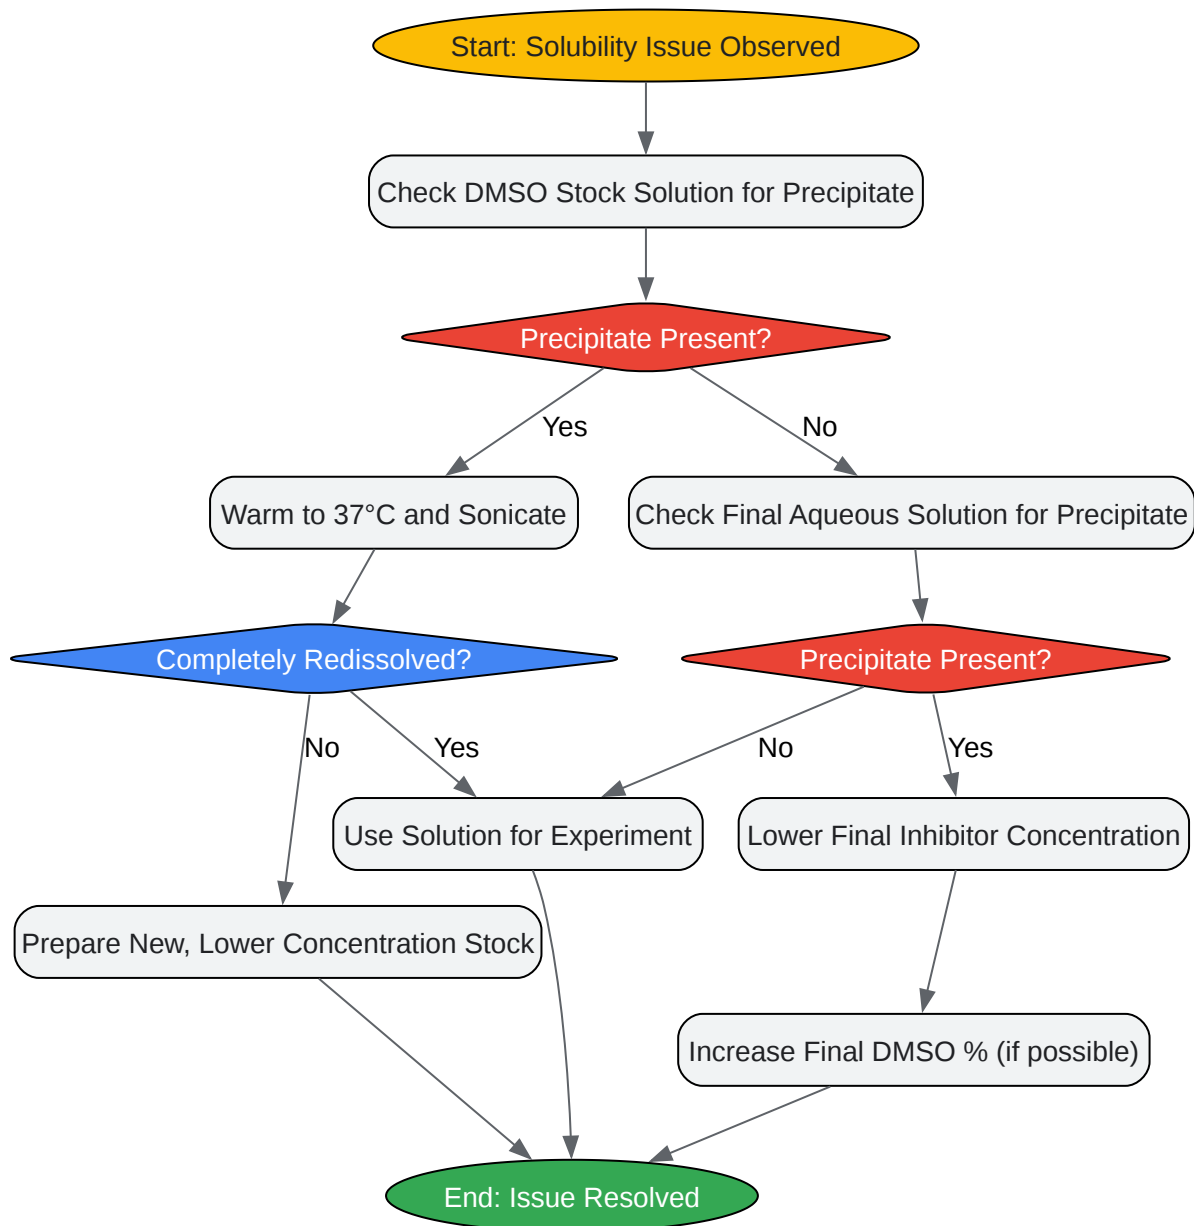 Start: Solubility Issue Observed
Check DMSO Stock Solution for Precipitate
Precipitate Present?
Yes
No
Warm to 37°C and Sonicate
Check Final Aqueous Solution for Precipitate
Completely Redissolved?
Precipitate Present?
No
Yes
No
Yes
Use Solution for Experiment
Lower Final Inhibitor Concentration
Prepare New, Lower Concentration Stock
Increase Final DMSO % (if possible)
End: Issue Resolved